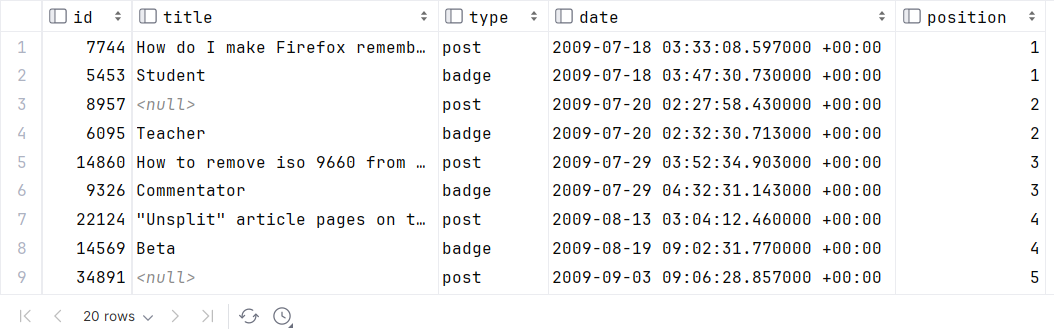 id title type date position
1 7744 How do I make Firefox rememb… post 2009-07-18 03:33:08.597000 +00:00 1
2 5453 Student badge 2009-07-18 03:47:30.730000 +00:00 1
3 8957 <null> post 2009-07-20 02:27:58.430000 +00:00 2
4 6095 Teacher badge 2009-07-20 02:32:30.713000 +00:00 2
5 14860 How to remove iso 9660 from … post 2009-07-29 03:52:34.903000 +00:00 3
6 9326 Commentator badge 2009-07-29 04:32:31.143000 +00:00 3
7 22124 "Unsplit" article pages on t… post 2009-08-13 03:04:12.460000 +00:00 4
8 14569 Beta badge 2009-08-19 09:02:31.770000 +00:00 4
9 34891 <null> post 2009-09-03 09:06:28.857000 +00:00 5
20 rows